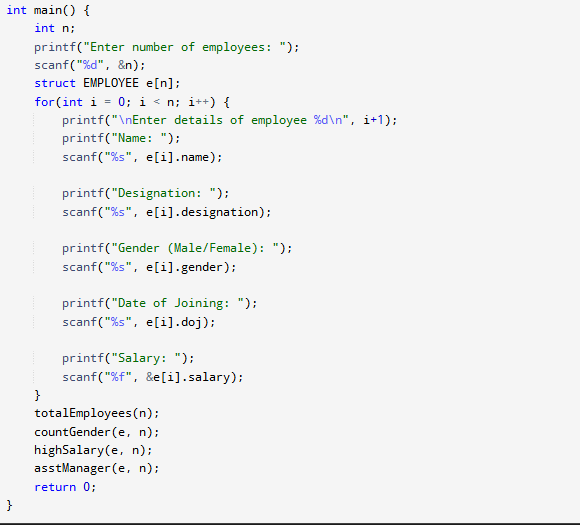 int main() {
    int n;
    printf("Enter number of employees: ");
    scanf("%d", &n);
    struct EMPLOYEE e[n];
    for(int i = 0; i < n; i++) {
        printf("\nEnter details of employee %d\n", i+1);
        printf("Name: ");
        scanf("%s", e[i].name);
        printf("Designation: ");
        scanf("%s", e[i].designation);
        printf("Gender (Male/Female): ");
        scanf("%s", e[i].gender);
        printf("Date of Joining: ");
        scanf("%s", e[i].doj);
        printf("Salary: ");
        scanf("%f", &e[i].salary);
    }
    totalEmployees(n);
    countGender(e, n);
    highSalary(e, n);
    asstManager(e, n);
    return 0;
}